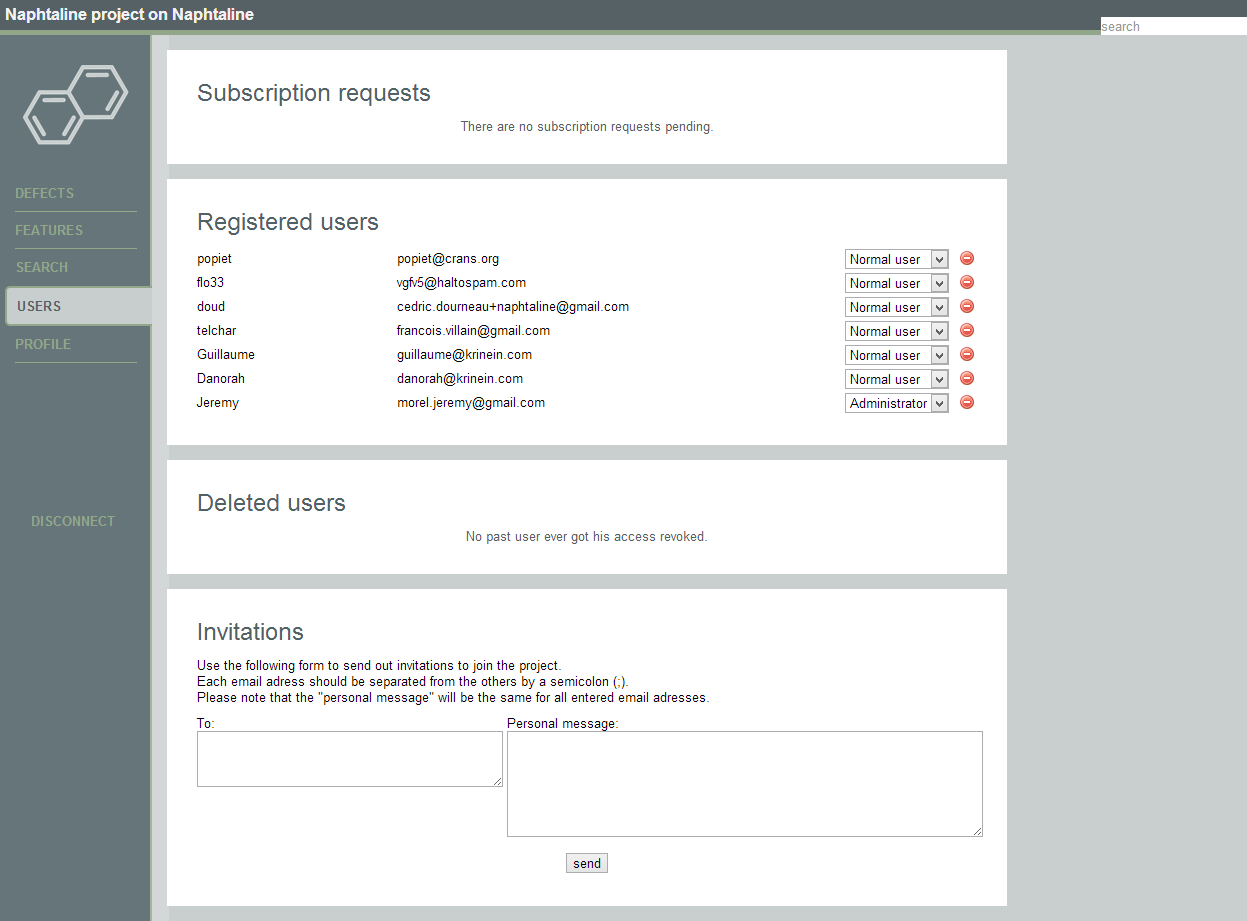 Naphtaline project on Naphtaline
search
DEFECTS
FEATURES
SEARCH
USERS
PROFILE
DISCONNECT
Subscription requests
There are no subscription requests pending.
Registered users
popiet popiet@crans.org Normal user
flo33 vgfv5@haltospam.com Normal user
doud cedric.dourneau+naphtaline@gmail.com Normal user
telchar francois.villain@gmail.com Normal user
Guillaume guillaume@krinein.com Normal user
Danorah danorah@krinein.com Normal user
Jeremy morel.jeremy@gmail.com Administrator
Deleted users
No past user ever got his access revoked.
Invitations
Use the following form to send out invitations to join the project.
Each email adress should be separated from the others by a semicolon (;).
Please note that the "personal message" will be the same for all entered email adresses.
To: Personal message:
send